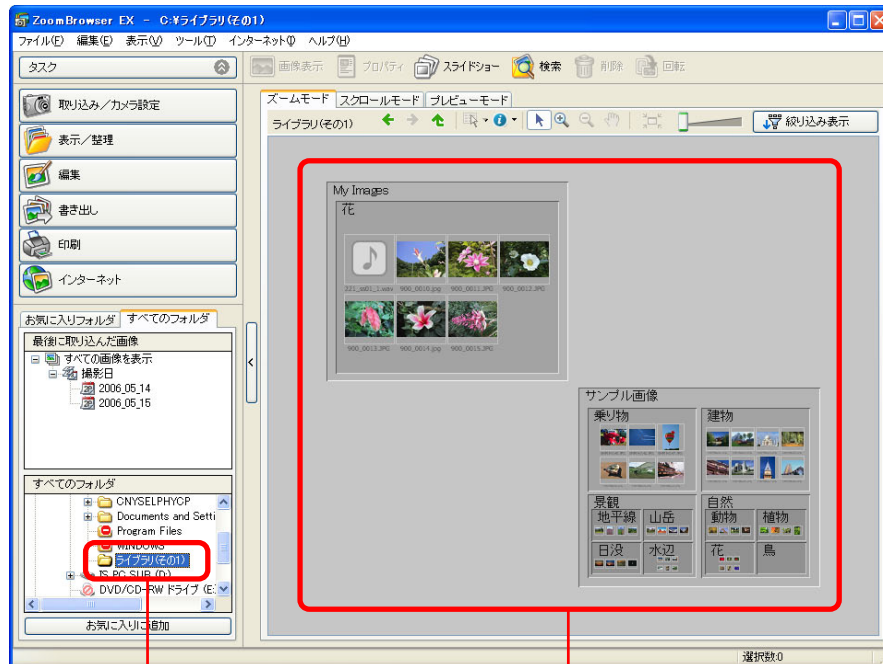 ZoomBrowser EX － C:¥ライブラリ(その1)
ファイル(F) 編集(E) 表示(V) ツール(T) インターネット(I) ヘルプ(H)
タスク
画像表示 プロパティ スライドショー 検索 削除 回転
取り込み／カメラ設定
表示／整理
編集
書き出し
印刷
インターネット
ズームモード スクロールモード プレビューモード
ライブラリ(その1) 絞り込み表示
My Images
花
221_ss01_1.wav 900_0010.jpg 900_0011.JPG 900_0012.JPG
900_0013.JPG 900_0014.jpg 900_0015.JPG
お気に入りフォルダ すべてのフォルダ
最後に取り込んだ画像
すべての画像を表示
撮影日
2006_05_14
2006_05_15
サンプル画像
乗り物 建物
景観 自然
地平線 山岳 動物 植物
日没 水辺 花 鳥
すべてのフォルダ
CNYSELPHYCP
Documents and Setti
Program Files
WINDOWS
ライブラリ(その1)
IS PC SUB (D:)
DVD/CD-RW ドライブ (E:
お気に入りに追加
選択数:0